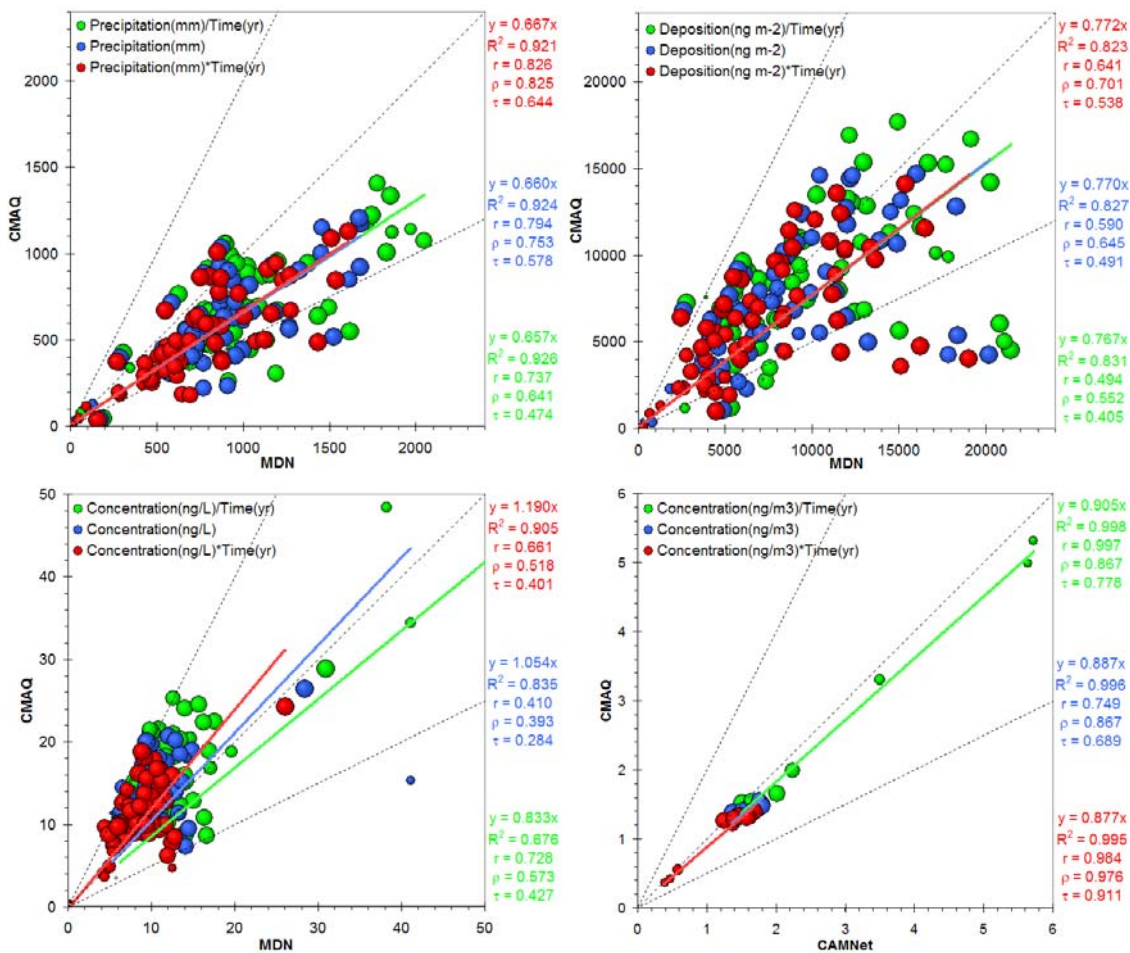 Precipitation(mm)/Time(yr)
Precipitation(mm)
Precipitation(mm)*Time(yr)
y = 0.667x
R² = 0.921
r = 0.826
ρ = 0.825
τ = 0.644
y = 0.660x
R² = 0.924
r = 0.794
ρ = 0.753
τ = 0.578
y = 0.657x
R² = 0.926
r = 0.737
ρ = 0.641
τ = 0.474
CMAQ
2500
2000
1500
1000
500
0
0 500 1000 1500 2000
MDN
Deposition(ng m-2)/Time(yr)
Deposition(ng m-2)
Deposition(ng m-2)*Time(yr)
y = 0.772x
R² = 0.823
r = 0.641
ρ = 0.701
τ = 0.538
y = 0.770x
R² = 0.827
r = 0.590
ρ = 0.645
τ = 0.491
y = 0.767x
R² = 0.831
r = 0.494
ρ = 0.552
τ = 0.405
CMAQ
20000
15000
10000
5000
0
0 5000 10000 15000 20000
MDN
Concentration(ng/L)/Time(yr)
Concentration(ng/L)
Concentration(ng/L)*Time(yr)
y = 1.190x
R² = 0.905
r = 0.661
ρ = 0.518
τ = 0.401
y = 1.054x
R² = 0.835
r = 0.410
ρ = 0.393
τ = 0.284
y = 0.833x
R² = 0.676
r = 0.728
ρ = 0.573
τ = 0.427
CMAQ
50
40
30
20
10
0
0 10 20 30 40 50
MDN
Concentration(ng/m3)/Time(yr)
Concentration(ng/m3)
Concentration(ng/m3)*Time(yr)
y = 0.905x
R² = 0.998
r = 0.997
ρ = 0.867
τ = 0.778
y = 0.887x
R² = 0.996
r = 0.749
ρ = 0.867
τ = 0.689
y = 0.877x
R² = 0.995
r = 0.984
ρ = 0.976
τ = 0.911
CMAQ
6
5
4
3
2
1
0
0 1 2 3 4 5 6
CAMNet